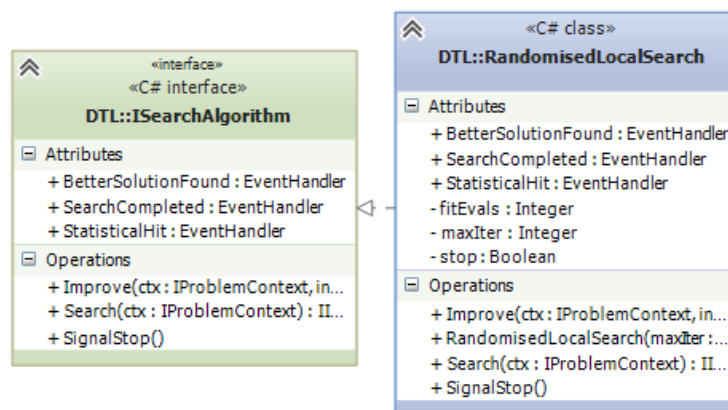 «interface»
«C# interface»
DTL::ISearchAlgorithm
Attributes
+ BetterSolutionFound : EventHandler
+ SearchCompleted : EventHandler
+ StatisticalHit : EventHandler
Operations
+ Improve(ctx : IProblemContext, in...
+ Search(ctx : IProblemContext) : II...
+ SignalStop()
«C# class»
DTL::RandomisedLocalSearch
Attributes
+ BetterSolutionFound : EventHandler
+ SearchCompleted : EventHandler
+ StatisticalHit : EventHandler
- fitEvals : Integer
- maxIter : Integer
- stop : Boolean
Operations
+ Improve(ctx : IProblemContext, in...
+ RandomisedLocalSearch(maxIter :...
+ Search(ctx : IProblemContext) : II...
+ SignalStop()